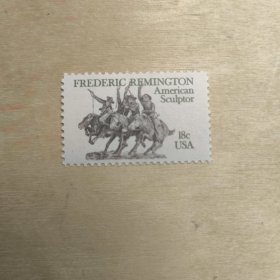 FREDERIC REMINGTON
American
Sculptor
18c
USA